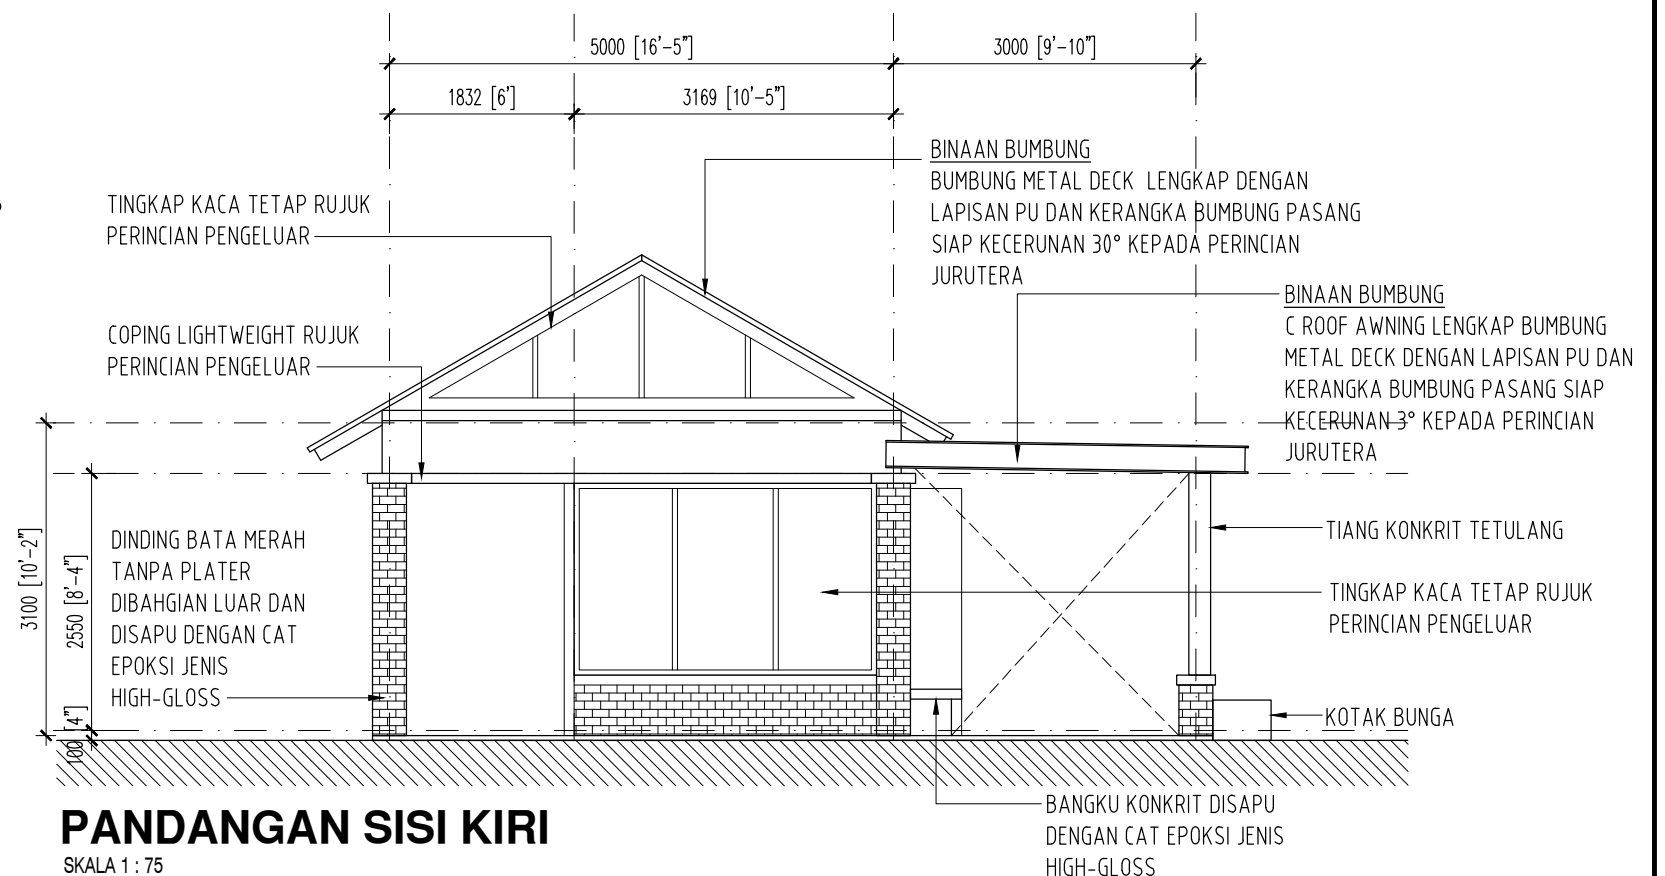 5000 [16'-5"]
3000 [9'-10"]
1832 [6']
3169 [10'-5"]
BINAAN BUMBUNG
BUMBUNG METAL DECK LENGKAP DENGAN
LAPISAN PU DAN KERANGKA BUMBUNG PASANG
SIAP KECERUNAN 30° KEPADA PERINCIAN
JURUTERA
TINGKAP KACA TETAP RUJUK
PERINCIAN PENGELUAR
BINAAN BUMBUNG
C ROOF AWNING LENGKAP BUMBUNG
METAL DECK DENGAN LAPISAN PU DAN
KERANGKA BUMBUNG PASANG SIAP
KECERUNAN 3° KEPADA PERINCIAN
JURUTERA
COPING LIGHTWEIGHT RUJUK
PERINCIAN PENGELUAR
3100 [10'-2"]
2550 [8'-4"]
100 [4"]
DINDING BATA MERAH
TANPA PLATER
DIBAHGIAN LUAR DAN
DISAPU DENGAN CAT
EPOKSI JENIS
HIGH-GLOSS
TIANG KONKRIT TETULANG
TINGKAP KACA TETAP RUJUK
PERINCIAN PENGELUAR
KOTAK BUNGA
BANGKU KONKRIT DISAPU
DENGAN CAT EPOKSI JENIS
HIGH-GLOSS
PANDANGAN SISI KIRI
SKALA 1 : 75